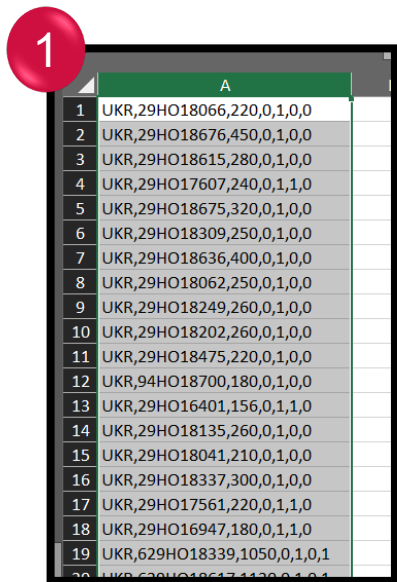 1
A
1 UKR,29HO18066,220,0,1,0,0
2 UKR,29HO18676,450,0,1,0,0
3 UKR,29HO18615,280,0,1,0,0
4 UKR,29HO17607,240,0,1,1,0
5 UKR,29HO18675,320,0,1,0,0
6 UKR,29HO18309,250,0,1,0,0
7 UKR,29HO18636,400,0,1,0,0
8 UKR,29HO18062,250,0,1,0,0
9 UKR,29HO18249,260,0,1,0,0
10 UKR,29HO18202,260,0,1,0,0
11 UKR,29HO18475,220,0,1,0,0
12 UKR,94HO18700,180,0,1,0,0
13 UKR,29HO16401,156,0,1,1,0
14 UKR,29HO18135,260,0,1,0,0
15 UKR,29HO18041,210,0,1,0,0
16 UKR,29HO18337,300,0,1,0,0
17 UKR,29HO17561,220,0,1,1,0
18 UKR,29HO16947,180,0,1,1,0
19 UKR,629HO18339,1050,0,1,0,1